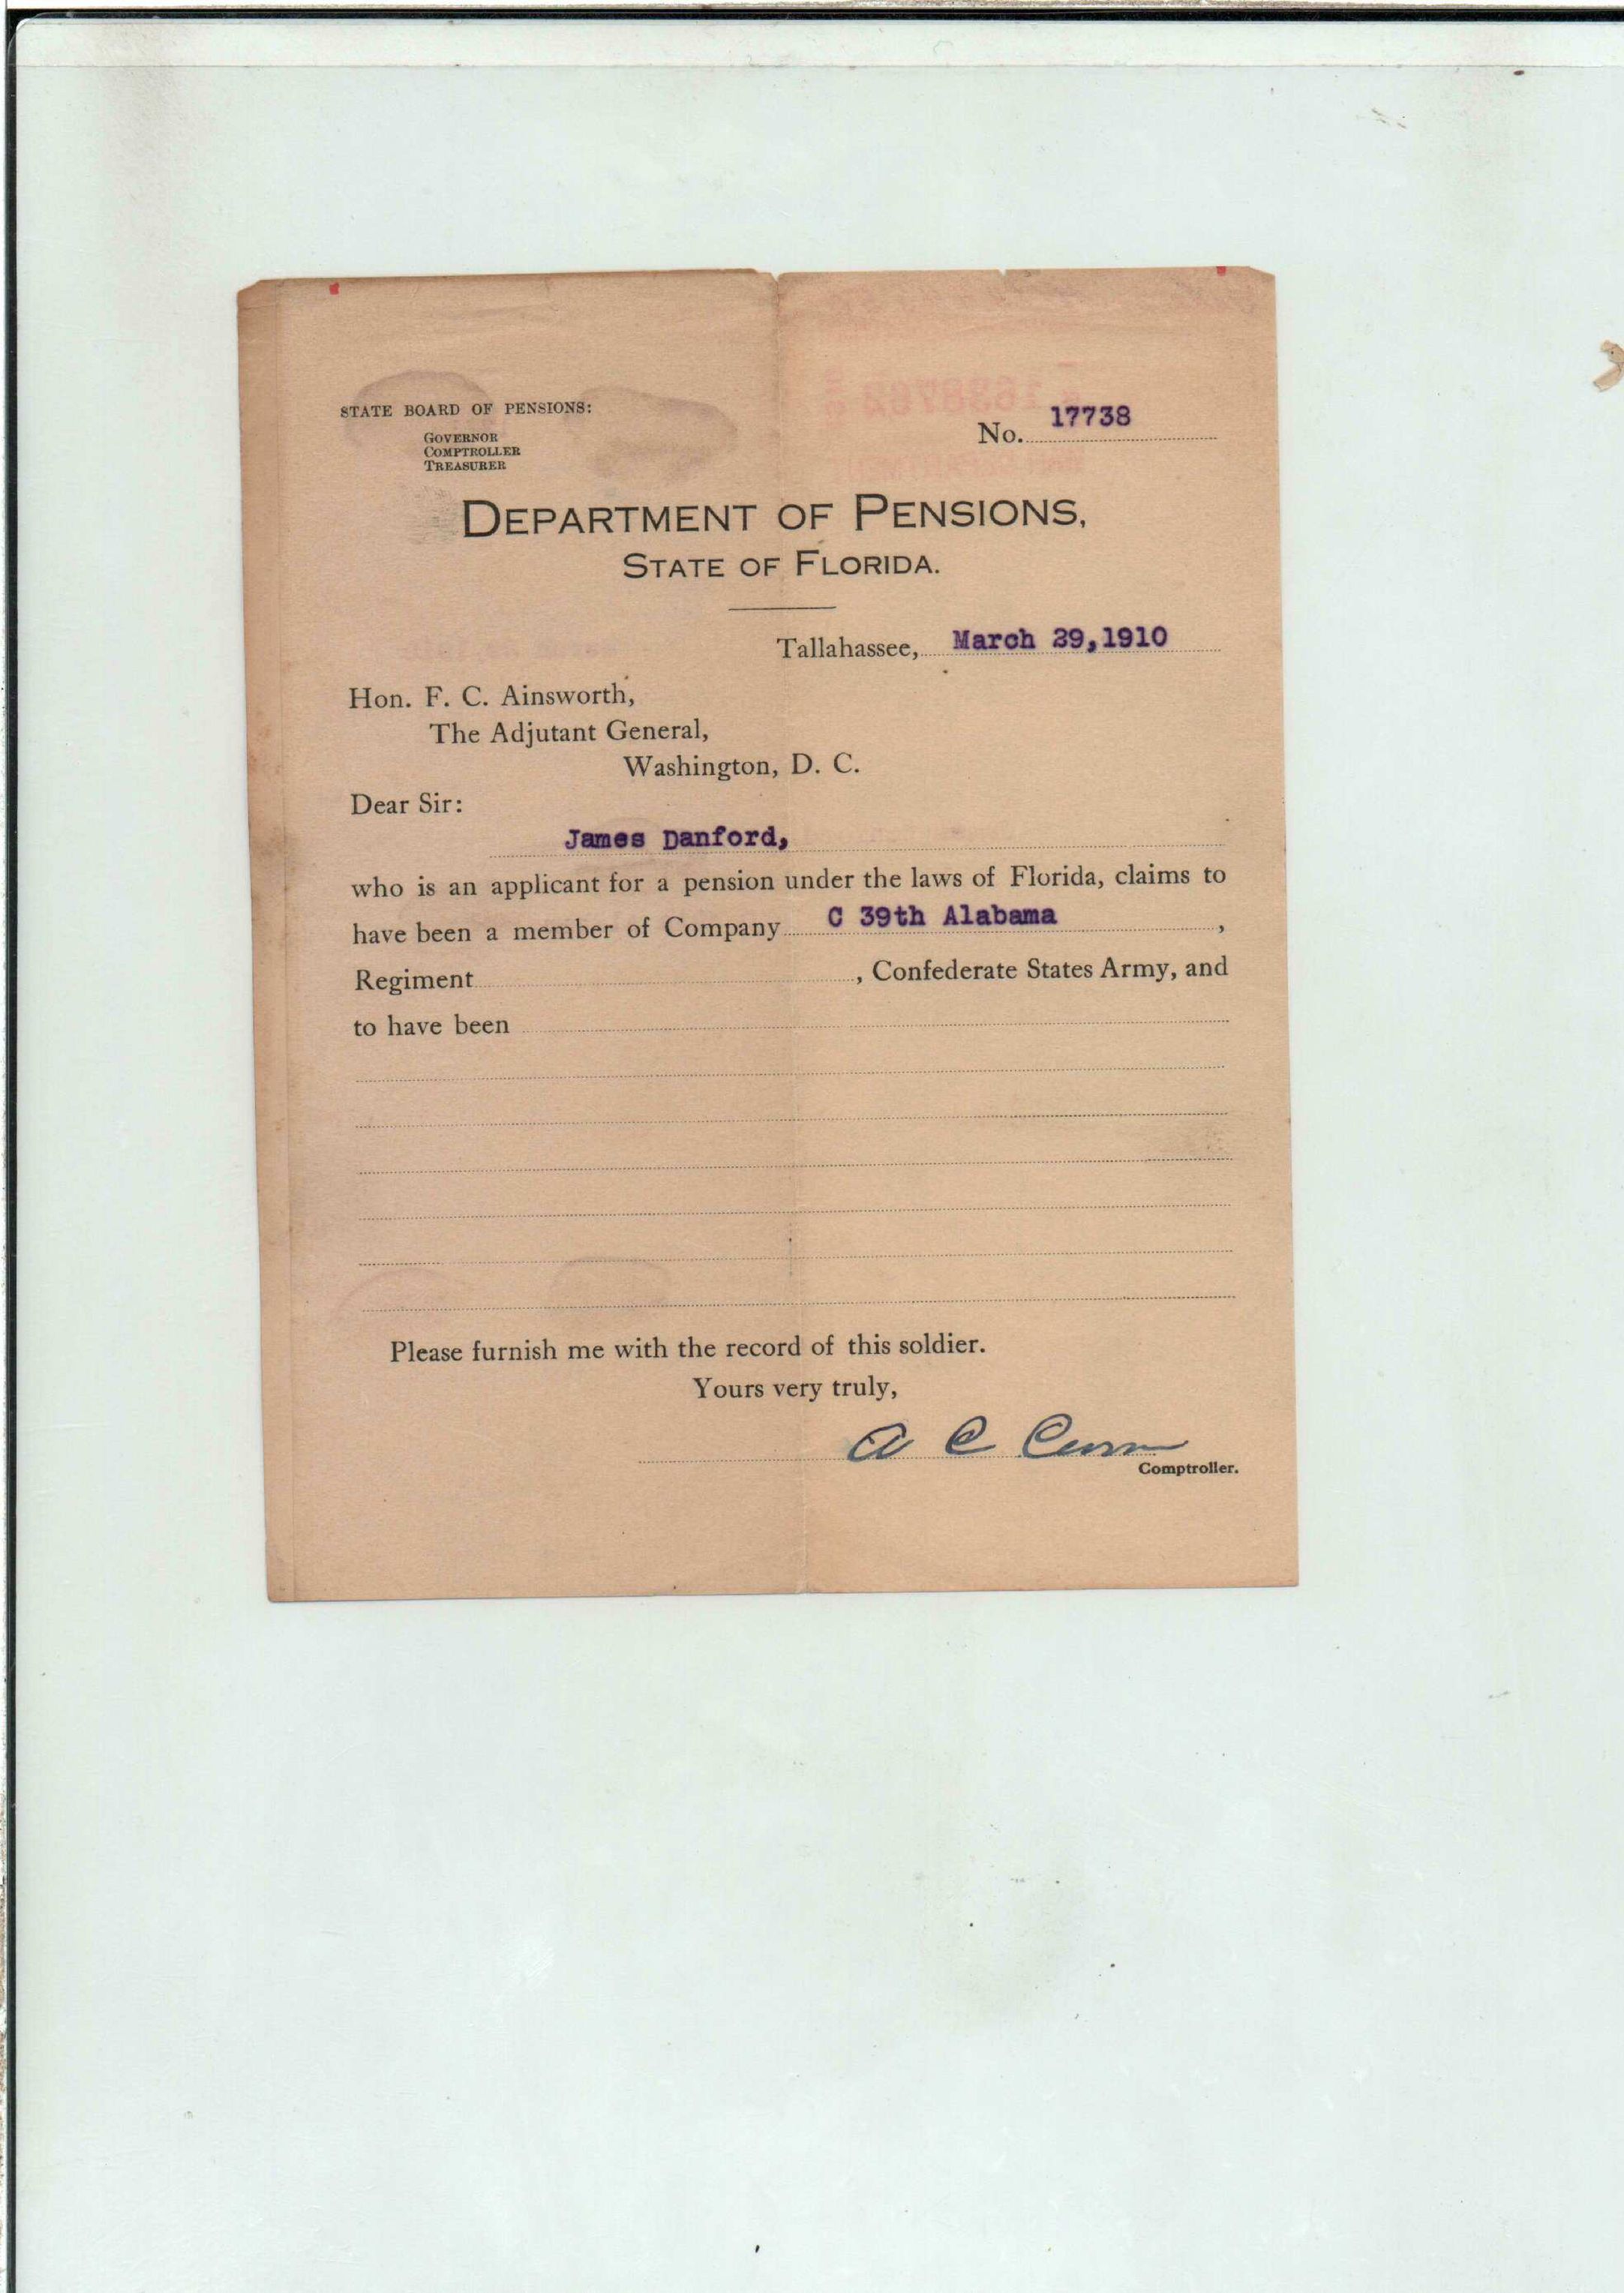 STATE BOARD OF PENSIONS:
GOVERNOR
COMPTROLLER
TREASURER
No. 17738
DEPARTMENT OF PENSIONS,
STATE OF FLORIDA.
Tallahassee, March 29,1910
Hon. F. C. Ainsworth,
The Adjutant General,
Washington, D. C.
Dear Sir:
James Danford,
who is an applicant for a pension under the laws of Florida, claims to
have been a member of Company C 39th Alabama ,
Regiment , Confederate States Army, and
to have been
Please furnish me with the record of this soldier.
Yours very truly,
A C Croom
Comptroller.